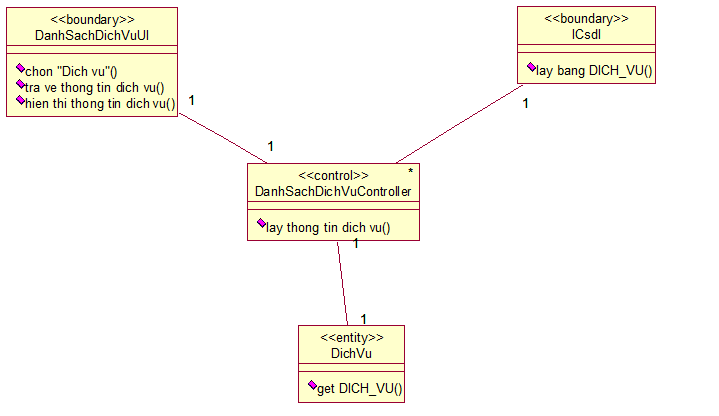 <<boundary>>
DanhSachDichVuUI
chon "Dich vu"()
tra ve thong tin dich vu()
hien thi thong tin dich vu()
1
1
<<boundary>>
ICsdl
lay bang DICH_VU()
1
*
<<control>>
DanhSachDichVuController
lay thong tin dich vu()
1
1
<<entity>>
DichVu
get DICH_VU()